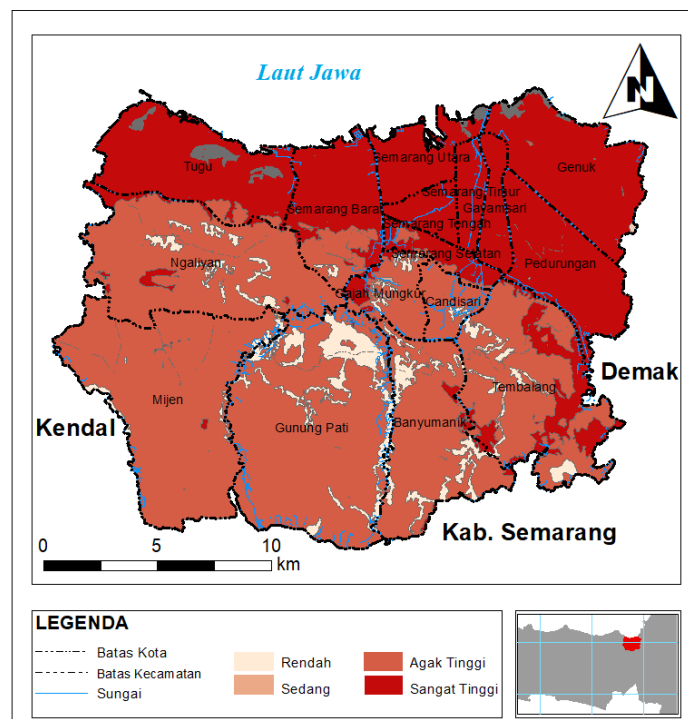 Laut Jawa
N
Semarang Utara
Tugu
Genuk
Semarang Timur
Semarang Barat
Gayamsari
Semarang Tengah
Semarang Selatan
Ngaliyan
Pedurungan
Gajah Mungkur
Candisari
Demak
Tembalang
Mijen
Kendal
Gunung Pati
Banyumanik
Kab. Semarang
0 5 10
km
LEGENDA
Batas Kota
Batas Kecamatan
Sungai
Rendah
Sedang
Agak Tinggi
Sangat Tinggi